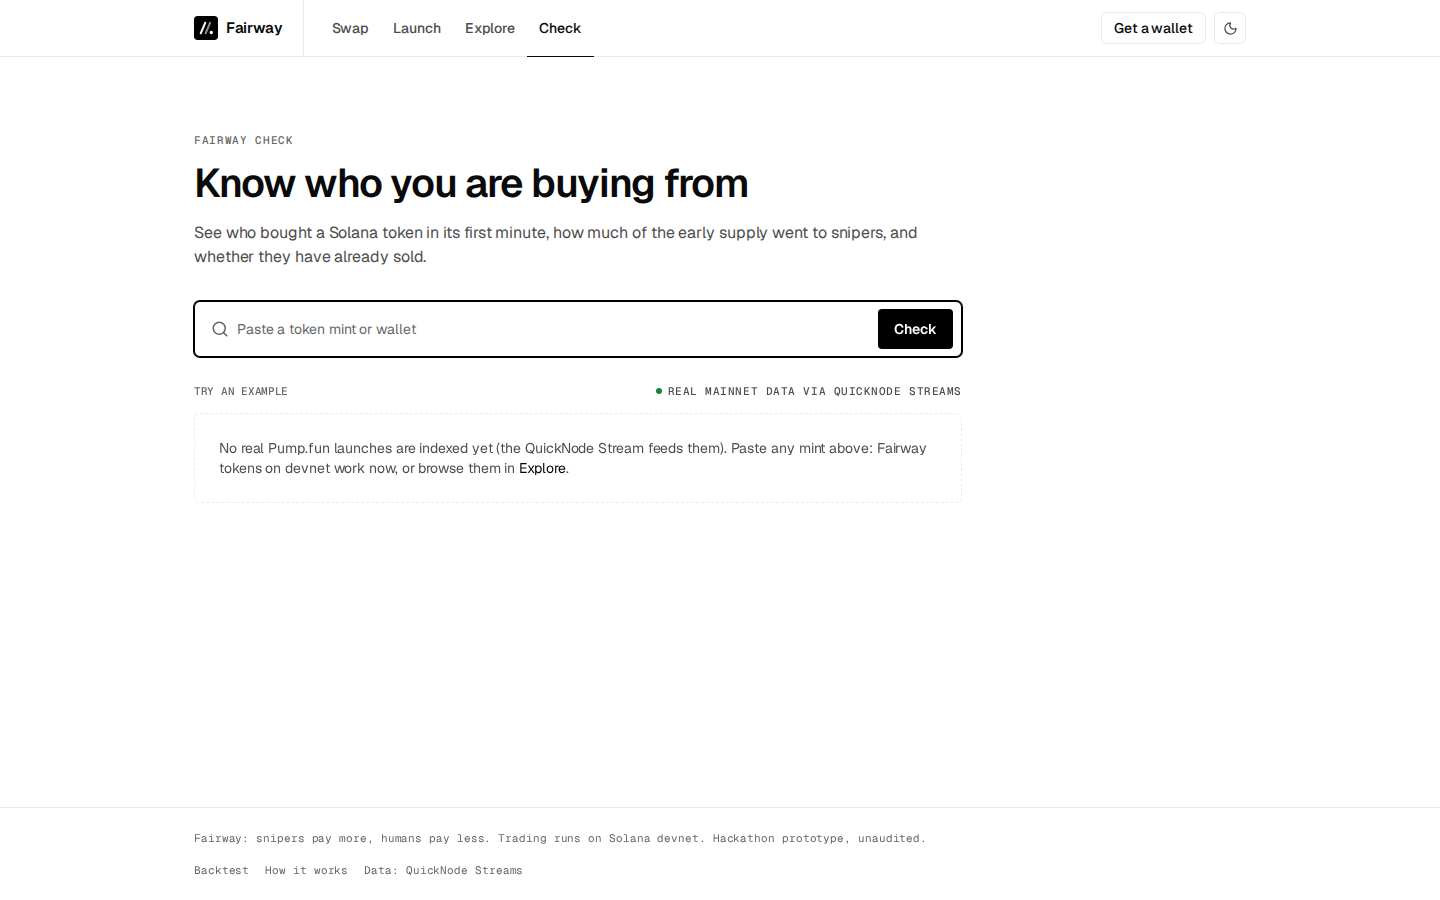 Fairway
Swap
Launch
Explore
Check
Get a wallet
FAIRWAY CHECK
Know who you are buying from
See who bought a Solana token in its first minute, how much of the early supply went to snipers, and
whether they have already sold.
Paste a token mint or wallet
Check
TRY AN EXAMPLE
REAL MAINNET DATA VIA QUICKNODE STREAMS
No real Pump.fun launches are indexed yet (the QuickNode Stream feeds them). Paste any mint above: Fairway
tokens on devnet work now, or browse them in Explore.
Fairway: snipers pay more, humans pay less. Trading runs on Solana devnet. Hackathon prototype, unaudited.
Backtest
How it works
Data: QuickNode Streams